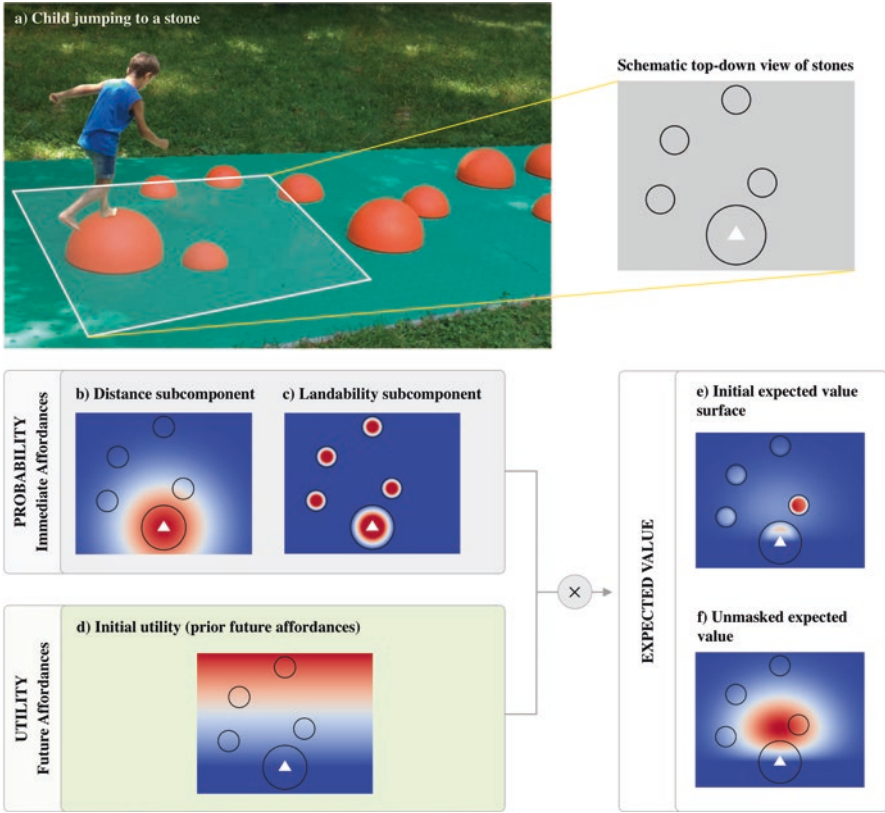 a) Child jumping to a stone
Schematic top-down view of stones
PROBABILITY
Immediate Affordances
b) Distance subcomponent
c) Landability subcomponent
UTILITY
Future Affordances
d) Initial utility (prior future affordances)
×
EXPECTED VALUE
e) Initial expected value
surface
f) Unmasked expected
value